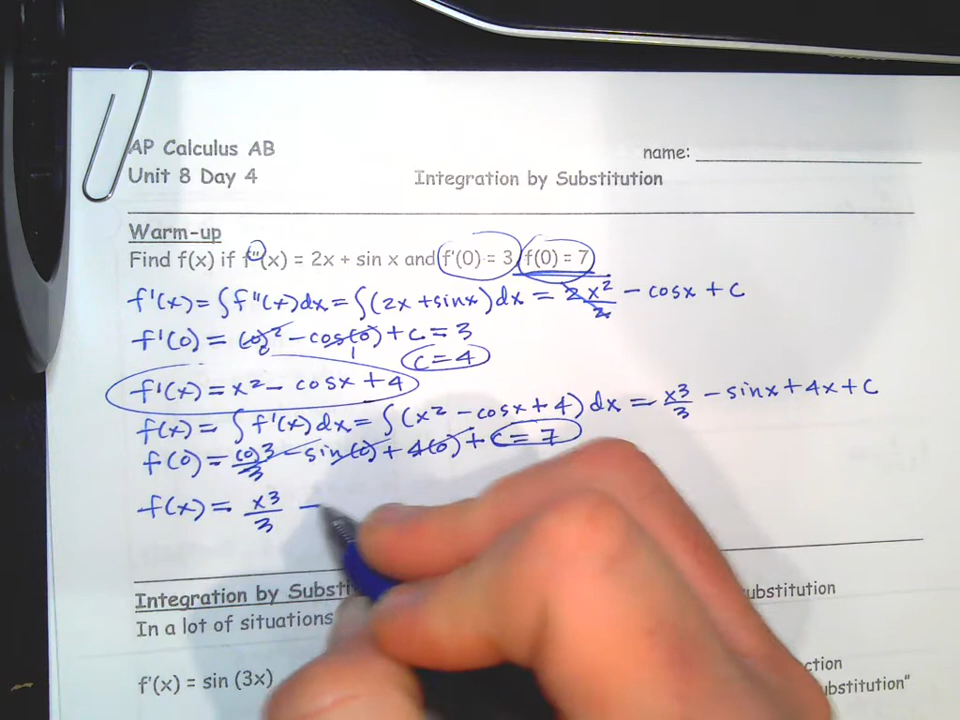 AP Calculus AB
name:
Unit 8 Day 4
Integration by Substitution
Warm-up
Find f(x) if f"(x) = 2x + sin x and f'(0) = 3, f(0) = 7
f'(x) = ∫f"(x)dx = ∫(2x + sinx)dx = 2x²/2 - cosx + C
f'(0) = (0)² - cos(0) + C = 3
0 1
C = 4
f'(x) = x² - cosx + 4
f(x) = ∫f'(x)dx = ∫(x² - cosx + 4)dx = x³/3 - sinx + 4x + C
f(0) = (0)³/3 - sin(0) + 4(0) + C = 7
f(x) = x³/3 -
Integration by Substi ubstitution
In a lot of situations
f'(x) = sin (3x) ction
ubstitution"